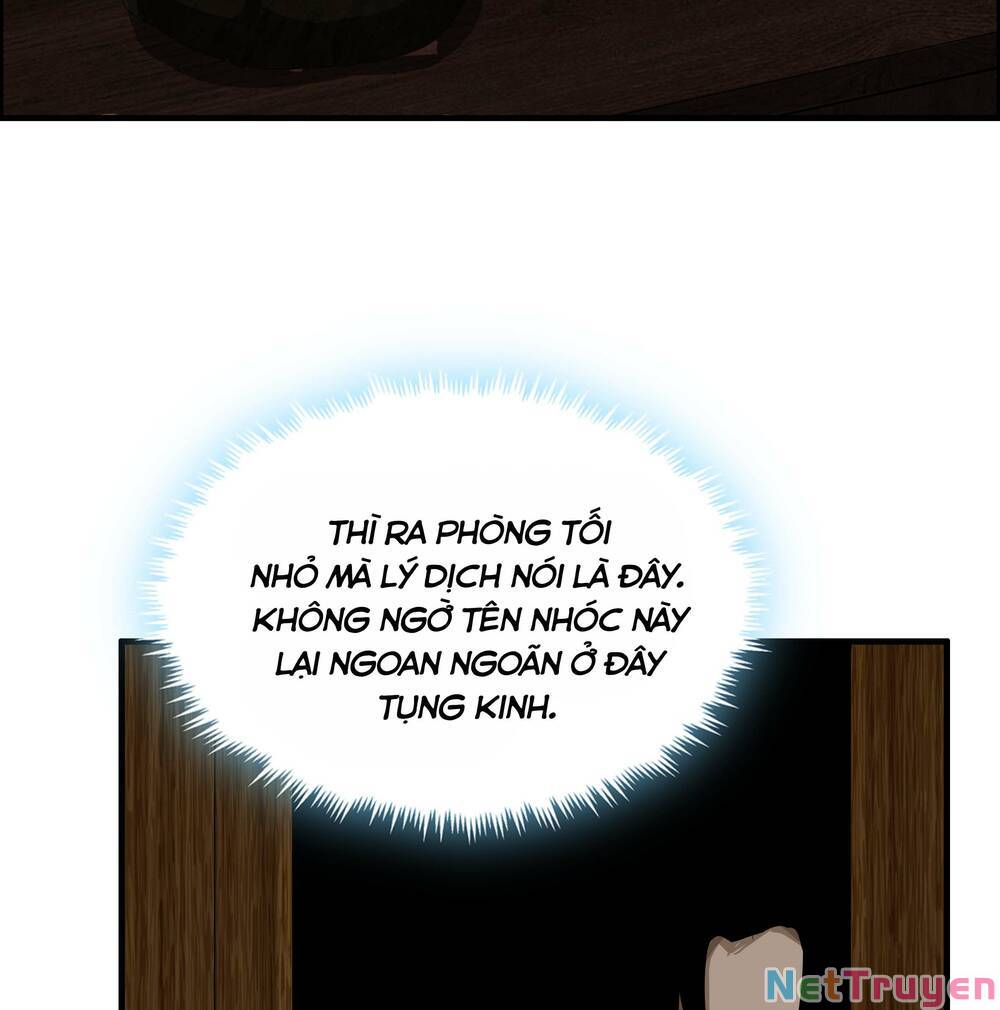 THÌ RA PHÒNG TỐI
NHỎ MÀ LÝ DỊCH NÓI LÀ ĐÂY.
KHÔNG NGỜ TÊN NHÓC NÀY
LẠI NGOAN NGOÃN Ở ĐÂY
TỤNG KINH.
NetTruyen